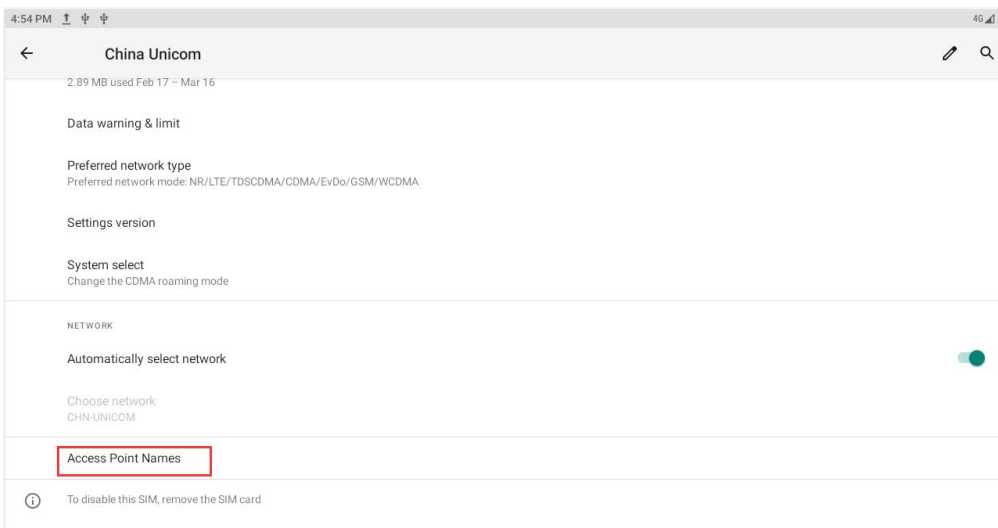 4:54 PM 4G
China Unicom
2.89 MB used Feb 17 – Mar 16
Data warning & limit
Preferred network type
Preferred network mode: NR/LTE/TDSCDMA/CDMA/EvDo/GSM/WCDMA
Settings version
System select
Change the CDMA roaming mode
NETWORK
Automatically select network
Choose network
CHN-UNICOM
Access Point Names
To disable this SIM, remove the SIM card